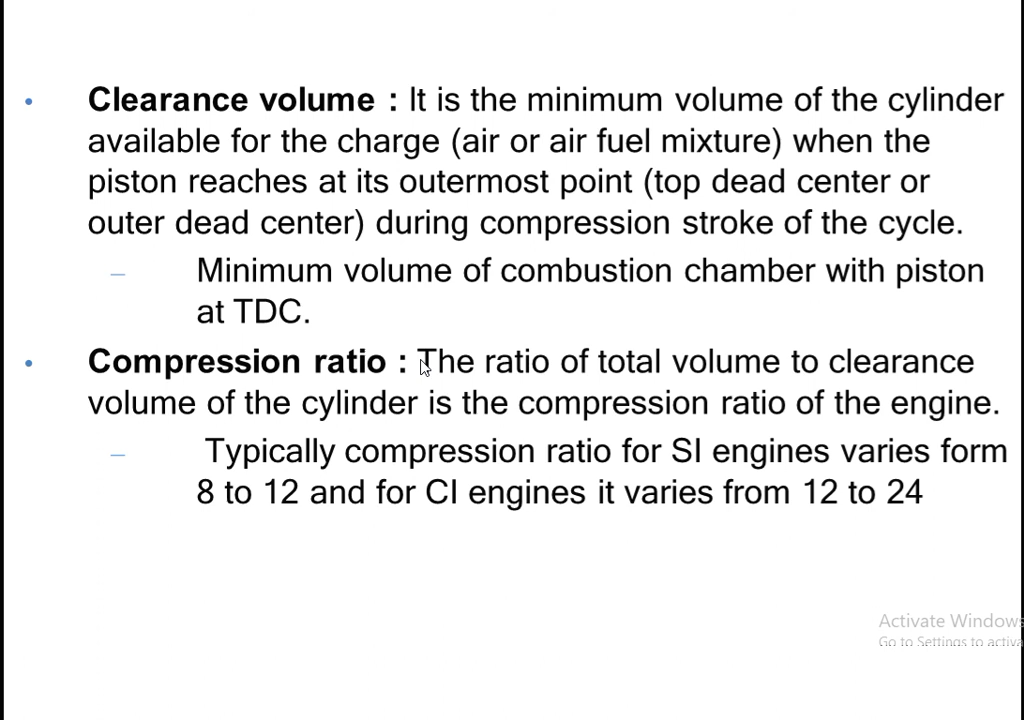 • Clearance volume : It is the minimum volume of the cylinder
available for the charge (air or air fuel mixture) when the
piston reaches at its outermost point (top dead center or
outer dead center) during compression stroke of the cycle.
– Minimum volume of combustion chamber with piston
at TDC.
• Compression ratio : The ratio of total volume to clearance
volume of the cylinder is the compression ratio of the engine.
– Typically compression ratio for SI engines varies form
8 to 12 and for CI engines it varies from 12 to 24
Activate Windows
Go to Settings to activa